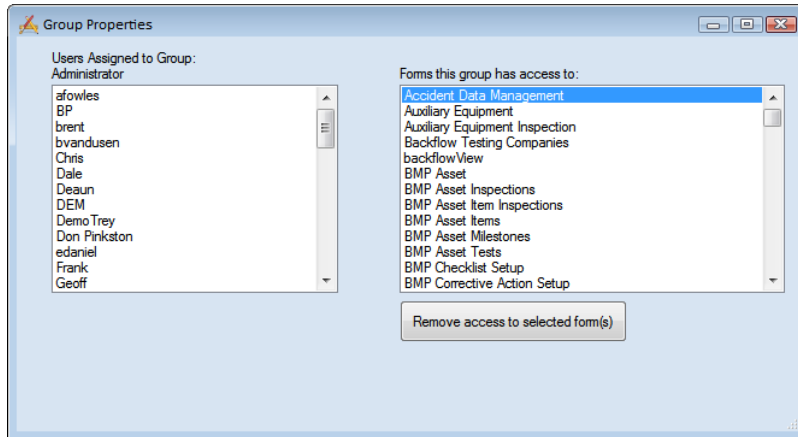 Group Properties
Users Assigned to Group:
Administrator
afowles
BP
brent
bvandusen
Chris
Dale
Deaun
DEM
DemoTrey
Don Pinkston
edaniel
Frank
Geoff
Forms this group has access to:
Accident Data Management
Auxiliary Equipment
Auxiliary Equipment Inspection
Backflow Testing Companies
backflowView
BMP Asset
BMP Asset Inspections
BMP Asset Item Inspections
BMP Asset Items
BMP Asset Milestones
BMP Asset Tests
BMP Checklist Setup
BMP Corrective Action Setup
Remove access to selected form(s)